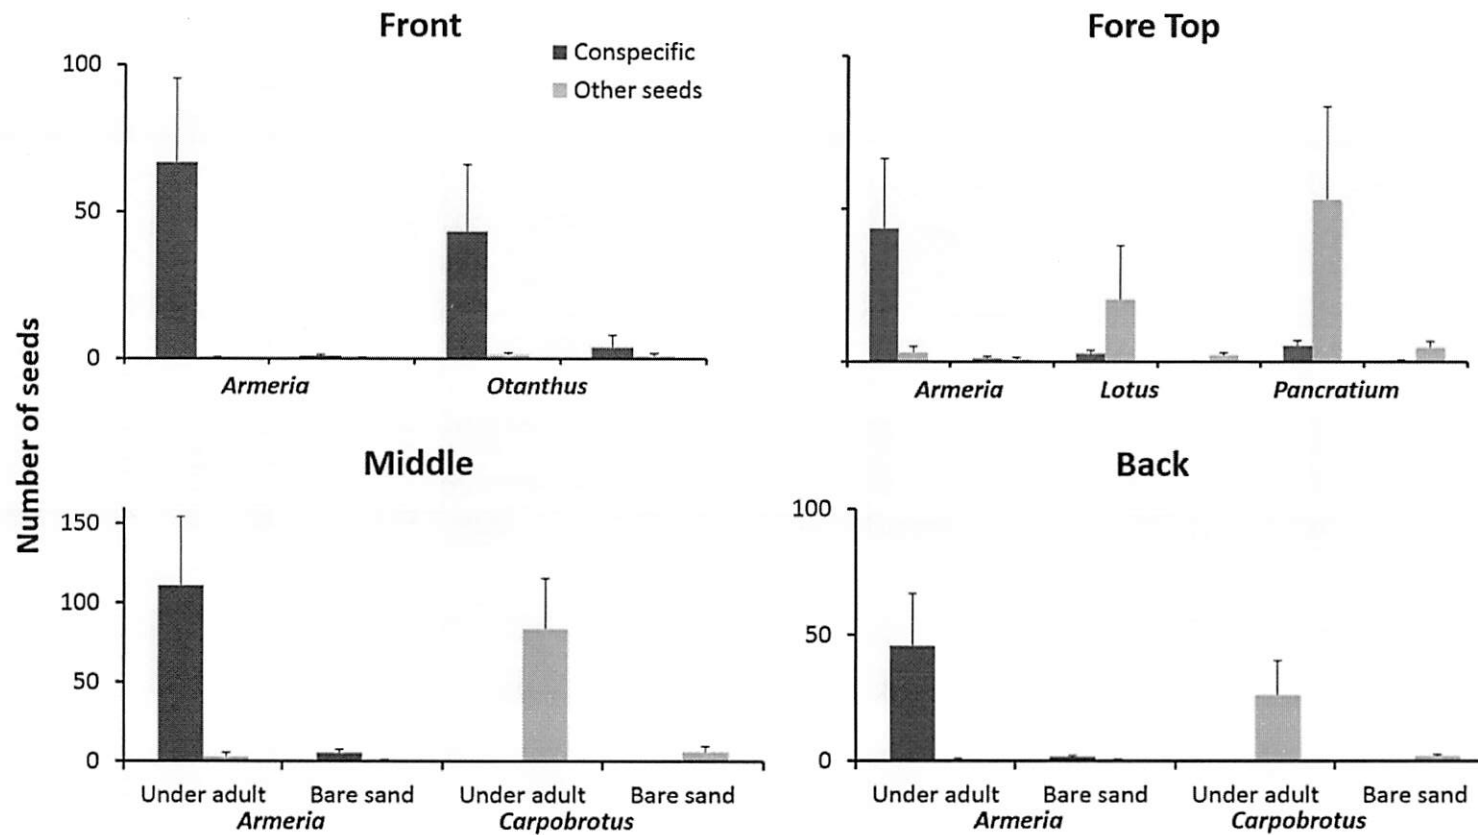 Front
Fore Top
Conspecific
Other seeds
100
50
0
Armeria
Otanthus
Armeria
Lotus
Pancratium
Number of seeds
Middle
Back
150
100
50
0
100
50
0
Under adult
Bare sand
Under adult
Bare sand
Armeria
Carpobrotus
Under adult
Bare sand
Under adult
Bare sand
Armeria
Carpobrotus